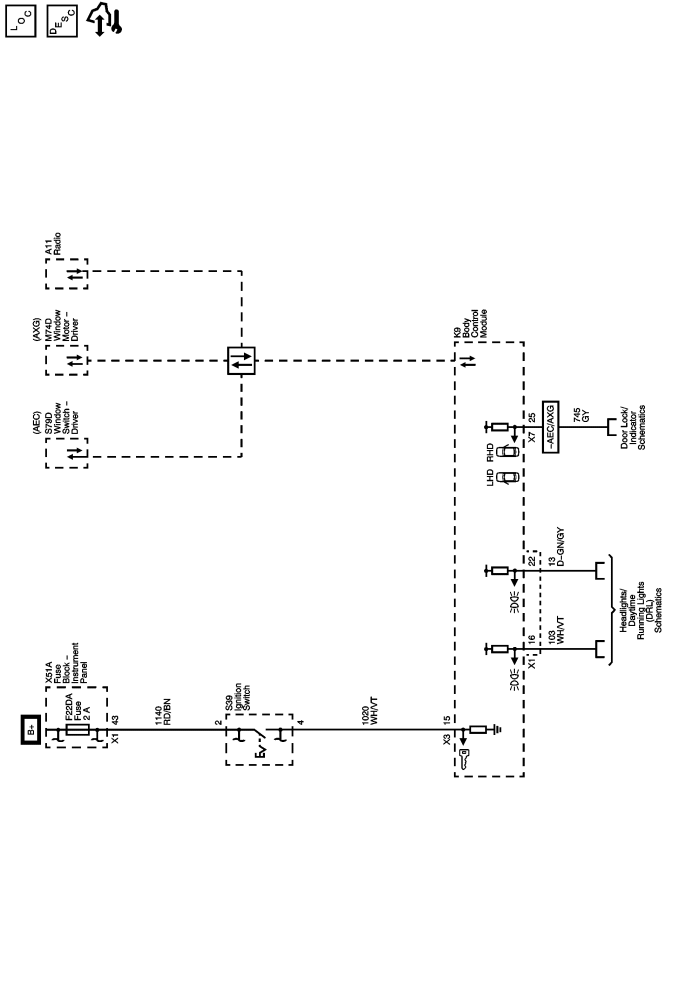 LOC
DESC
A11
Radio
(AXG)
M74D
Window
Motor –
Driver
(AEC)
S79D
Window
Switch –
Driver
K9
Body
Control
Module
X7
25
~AEC/AXG
745
GY
Door Lock/
Indicator
Schematics
RHD
LHD
22
13
D-GN/GY
X1
16
103
WH/VT
Headlights/
Daytime
Running Lights
(DRL)
Schematics
X51A
Fuse
Block –
Instrument
Panel
B+
F22DA
Fuse
2 A
X1
43
1140
RD/BN
2
S39
Ignition
Switch
4
1020
WH/VT
X3
15